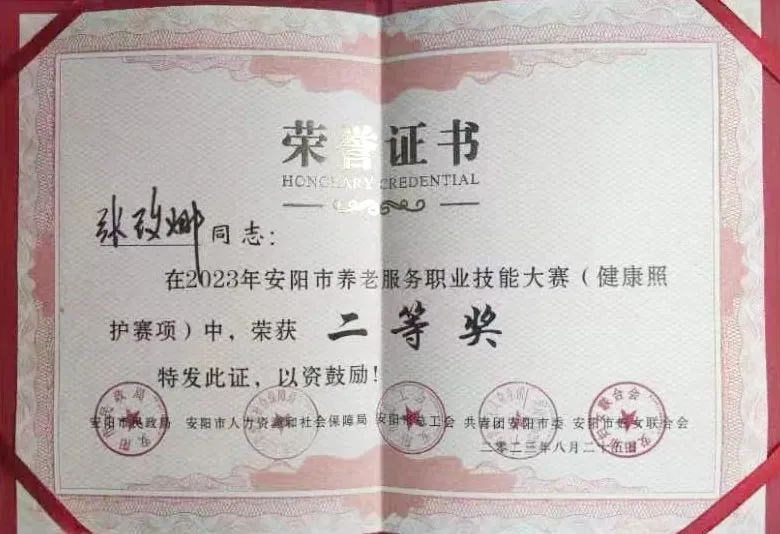 荣誉证书
HONORARY CREDENTIAL
张政娜同志:
在2023年安阳市养老服务职业技能大赛（健康照
护赛项）中，荣获 二等奖
特发此证，以资鼓励!
安阳市民政局 安阳市人力资源和社会保障局 安阳市总工会 共青团安阳市委 安阳市妇女联合会
二〇二三年八月二十五日